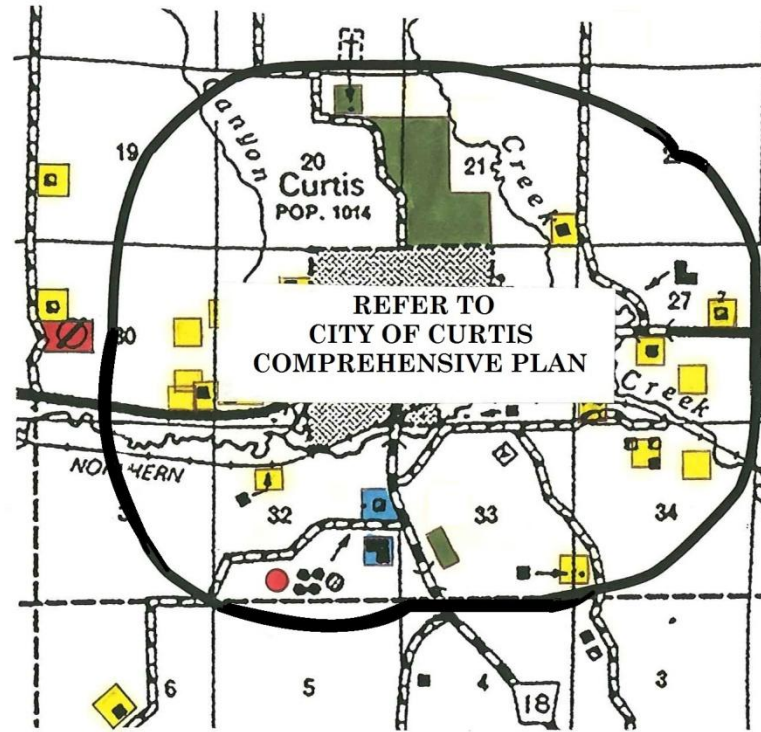 19
Canyon
20
Curtis
POP. 1014
21
Creek
27
REFER TO
CITY OF CURTIS
COMPREHENSIVE PLAN
Creek
NORTHERN
32
33
34
6
5
4
3
18